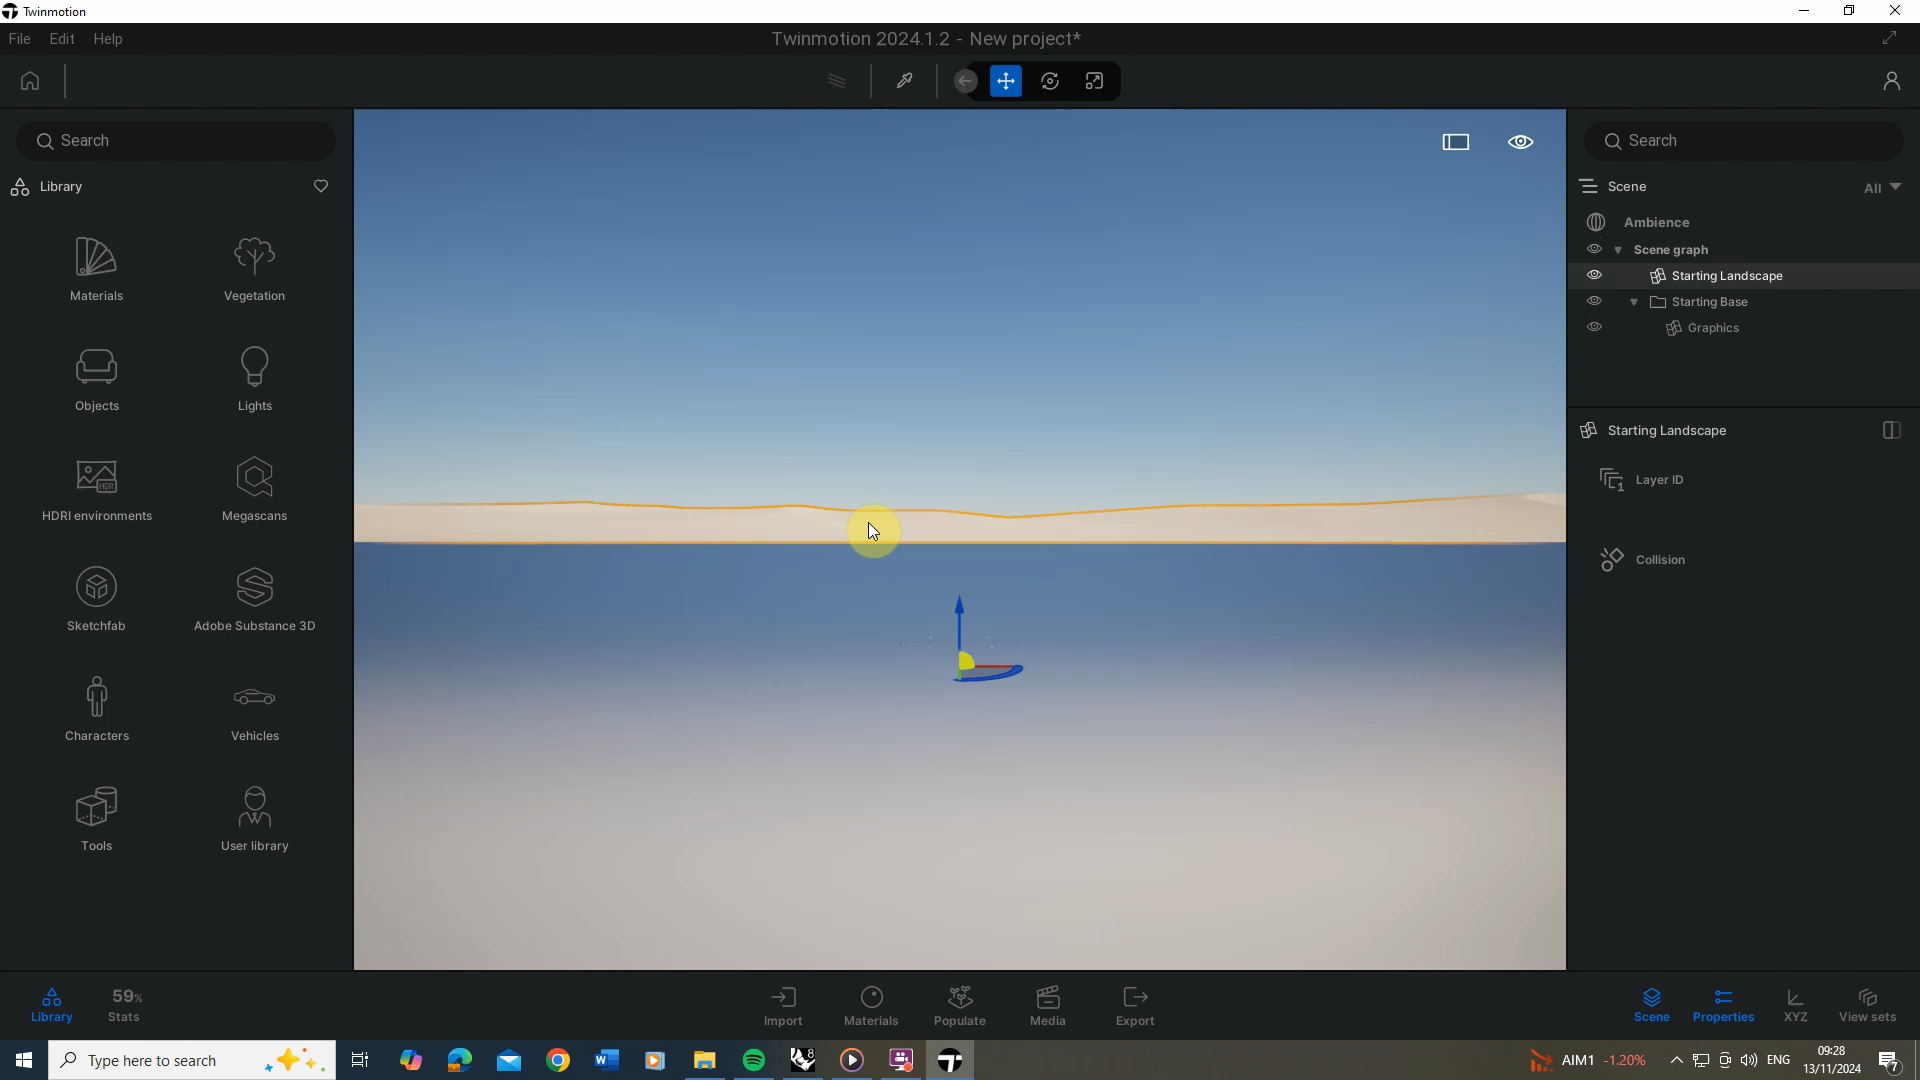 Twinmotion
File Edit Help
Twinmotion 2024.1.2 - New project*
Search
Library
Materials
Vegetation
Objects
Lights
HDR
HDRI environments
Megascans
Sketchfab
Adobe Substance 3D
Characters
Vehicles
Tools
User library
Search
Scene
All
Ambience
Scene graph
Starting Landscape
Starting Base
Graphics
Starting Landscape
Layer ID
Collision
Library
59%
Stats
Import
Materials
Populate
Media
Export
Scene
Properties
XYZ
View sets
Type here to search
AIM1 -1.20%
ENG
09:28
13/11/2024
7